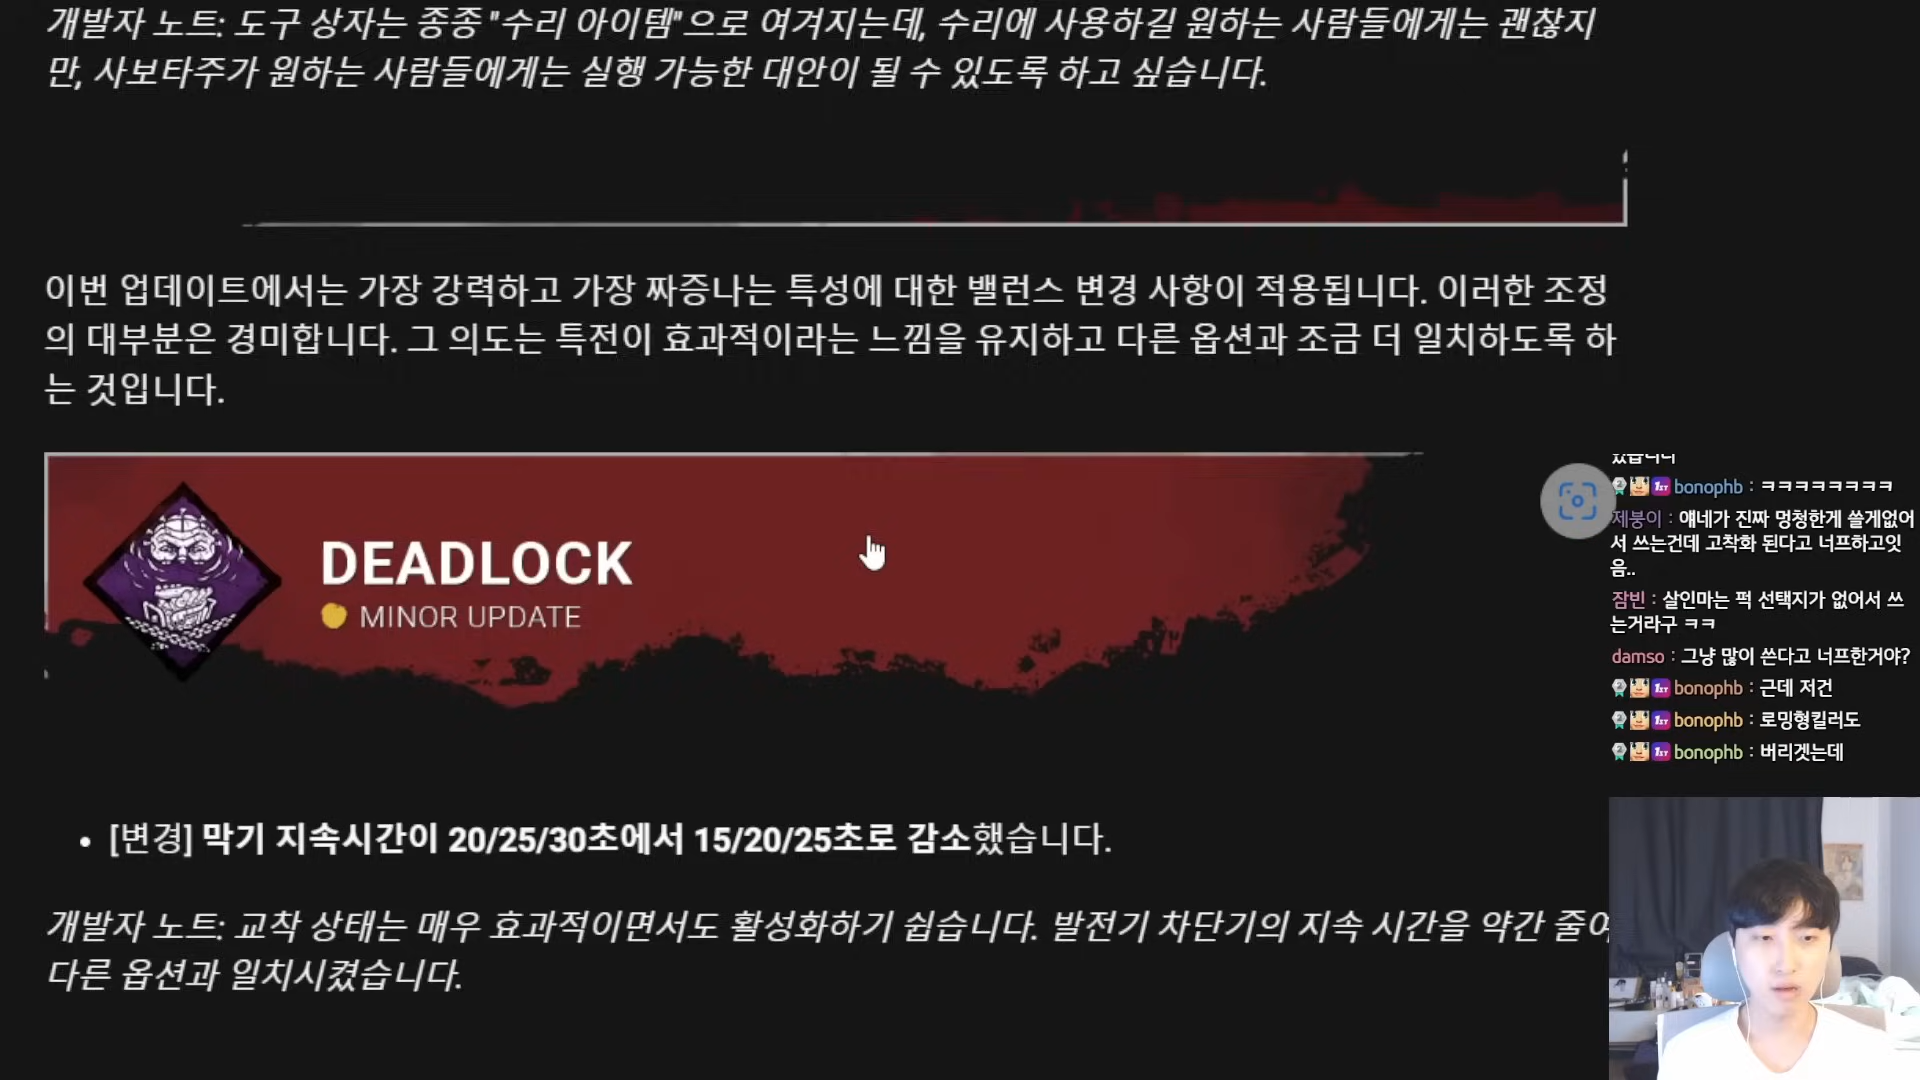 개발자 노트: 도구 상자는 종종 "수리 아이템"으로 여겨지는데, 수리에 사용하길 원하는 사람들에게는 괜찮지
만, 사보타주가 원하는 사람들에게는 실행 가능한 대안이 될 수 있도록 하고 싶습니다.
이번 업데이트에서는 가장 강력하고 가장 짜증나는 특성에 대한 밸런스 변경 사항이 적용됩니다. 이러한 조정
의 대부분은 경미합니다. 그 의도는 특전이 효과적이라는 느낌을 유지하고 다른 옵션과 조금 더 일치하도록 하
는 것입니다.
DEADLOCK
MINOR UPDATE
• [변경] 막기 지속시간이 20/25/30초에서 15/20/25초로 감소했습니다.
개발자 노트: 교착 상태는 매우 효과적이면서도 활성화하기 쉽습니다. 발전기 차단기의 지속 시간을 약간 줄여
다른 옵션과 일치시켰습니다.
bonophb : ㅋㅋㅋㅋㅋㅋㅋㅋ
제붕이 : 얘네가 진짜 멍청한게 쓸게없어
서 쓰는건데 고착화 된다고 너프하고잇
음..
잠빈 : 살인마는 퍽 선택지가 없어서 쓰
는거라구 ㅋㅋ
damso : 그냥 많이 쓴다고 너프한거야?
bonophb : 근데 저건
bonophb : 로밍형킬러도
bonophb : 버리겟는데